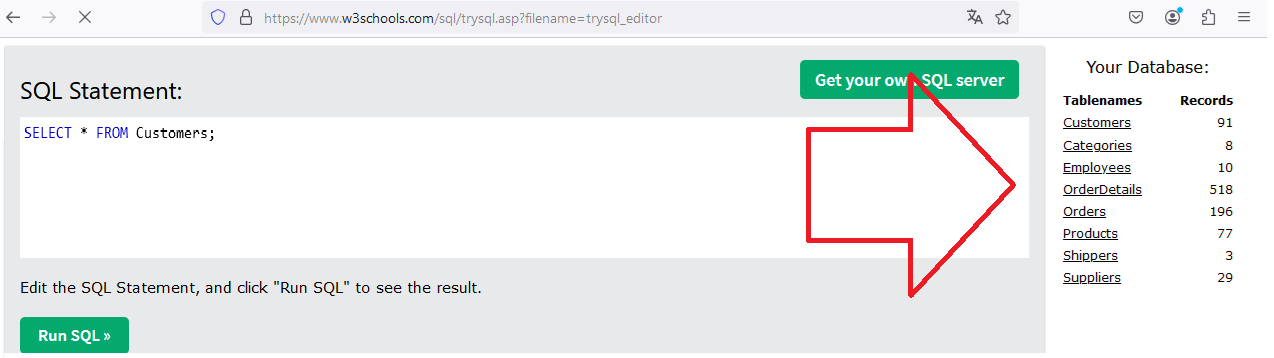 https://www.w3schools.com/sql/trysql.asp?filename=trysql_editor
SQL Statement:
Get your own SQL server
SELECT * FROM Customers;
Edit the SQL Statement, and click "Run SQL" to see the result.
Run SQL »
Your Database:
Tablenames Records
Customers 91
Categories 8
Employees 10
OrderDetails 518
Orders 196
Products 77
Shippers 3
Suppliers 29